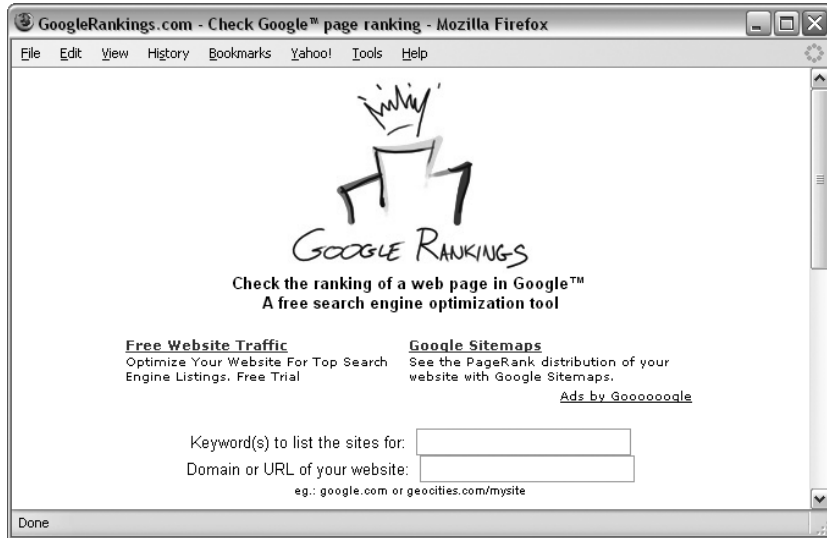 GoogleRankings.com - Check Google™ page ranking - Mozilla Firefox
File Edit View History Bookmarks Yahoo! Tools Help
GOOGLE RANKINGS
Check the ranking of a web page in Google™
A free search engine optimization tool
Free Website Traffic
Optimize Your Website For Top Search
Engine Listings. Free Trial
Google Sitemaps
See the PageRank distribution of your
website with Google Sitemaps.
Ads by Goooooogle
Keyword(s) to list the sites for:
Domain or URL of your website:
eg.: google.com or geocities.com/mysite
Done